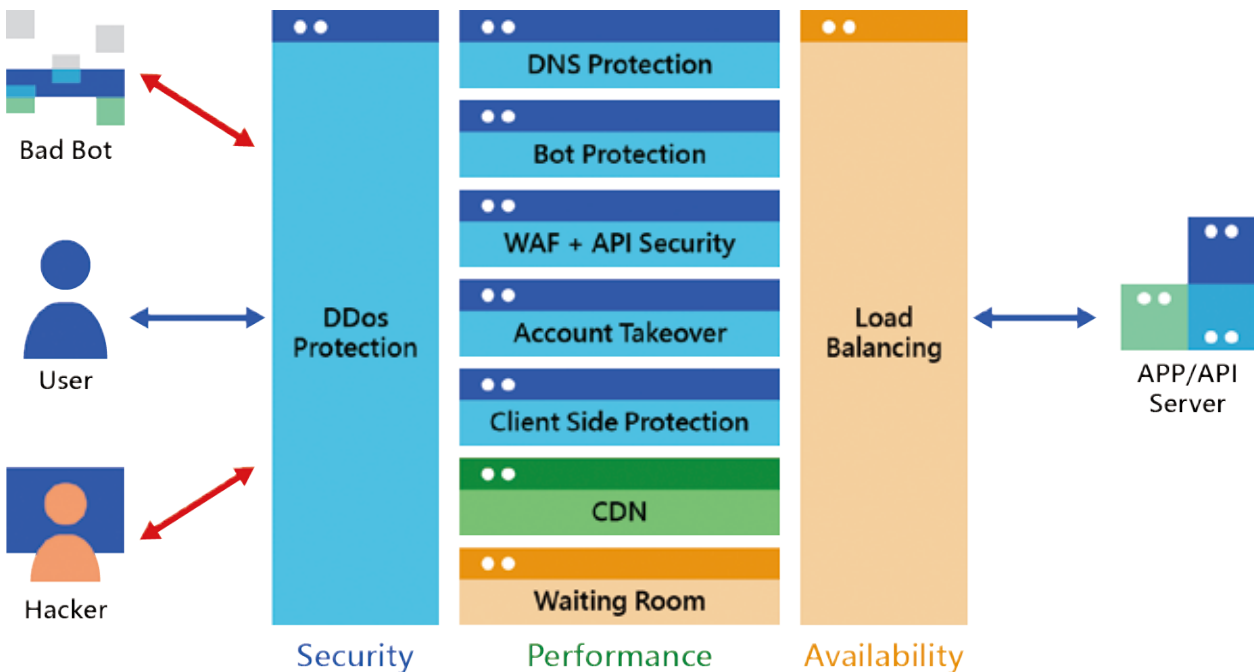 Bad Bot
User
Hacker
DDos
Protection
DNS Protection
Bot Protection
WAF + API Security
Account Takeover
Client Side Protection
CDN
Waiting Room
Load
Balancing
APP/API
Server
Security
Performance
Availability